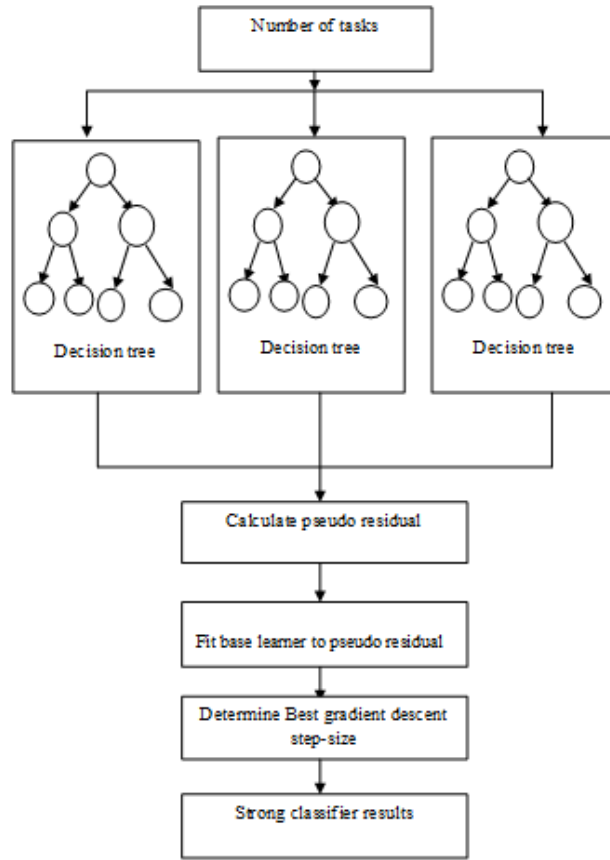 Number of tasks
Decision tree
Decision tree
Decision tree
Calculate pseudo residual
Fit base learner to pseudo residual
Determine Best gradient descent
step-size
Strong classifier results